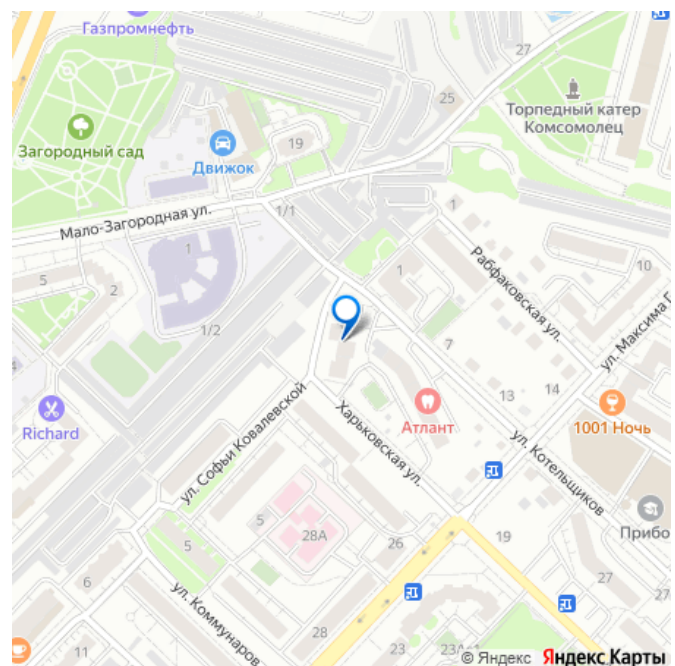 Газпромнефть
27
25
Торпедный катер
Комсомолец
Загородный сад
19
Движок
Мало-Загородная ул.
1/1
1
1
Рабфаковская ул.
10
5
2
1
1/2
7
ул. Максима Г
13
14
Richard
ул. Софьи Ковалевской
Харьковская ул.
Атлант
1001 Ночь
ул. Котельщиков
5
28А
5
26
19
Прибо
6
ул. Коммунаров
27
27
11
28
23
© Яндекс Яндекс Карты